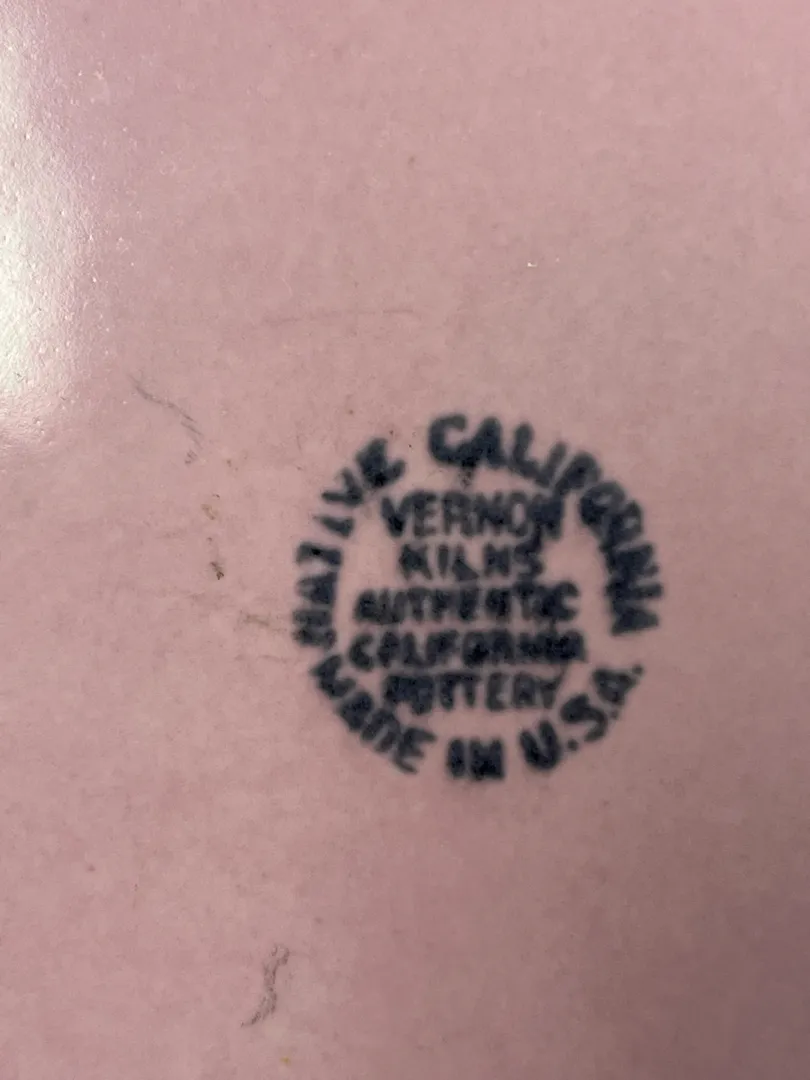 NATIVE CALIFORNIA
VERNON
KILNS
AUTHENTIC
CALIFORNIA
POTTERY
MADE IN U.S.A.